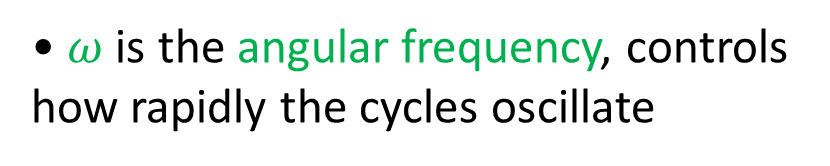 • ω is the angular frequency, controls
how rapidly the cycles oscillate